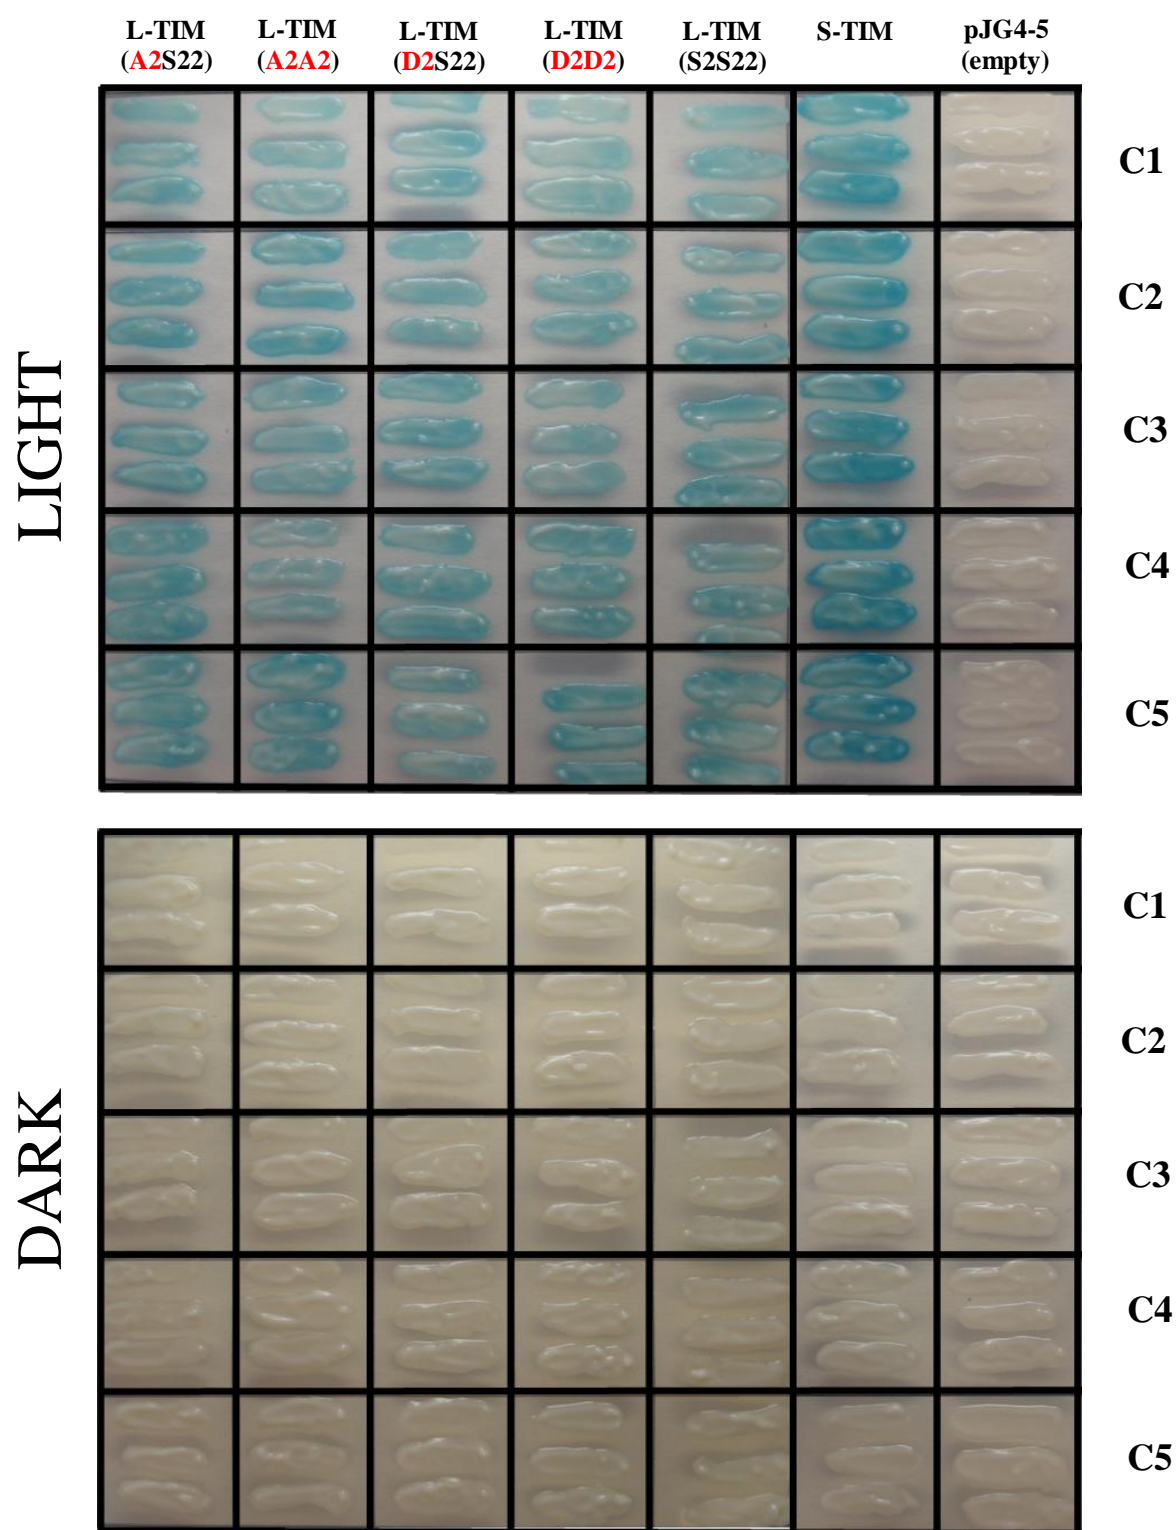 L-TIM
(A2S22)
L-TIM
(A2A2)
L-TIM
(D2S22)
L-TIM
(D2D2)
L-TIM
(S2S22)
S-TIM
pJG4-5
(empty)
LIGHT
C1
C2
C3
C4
C5
DARK
C1
C2
C3
C4
C5